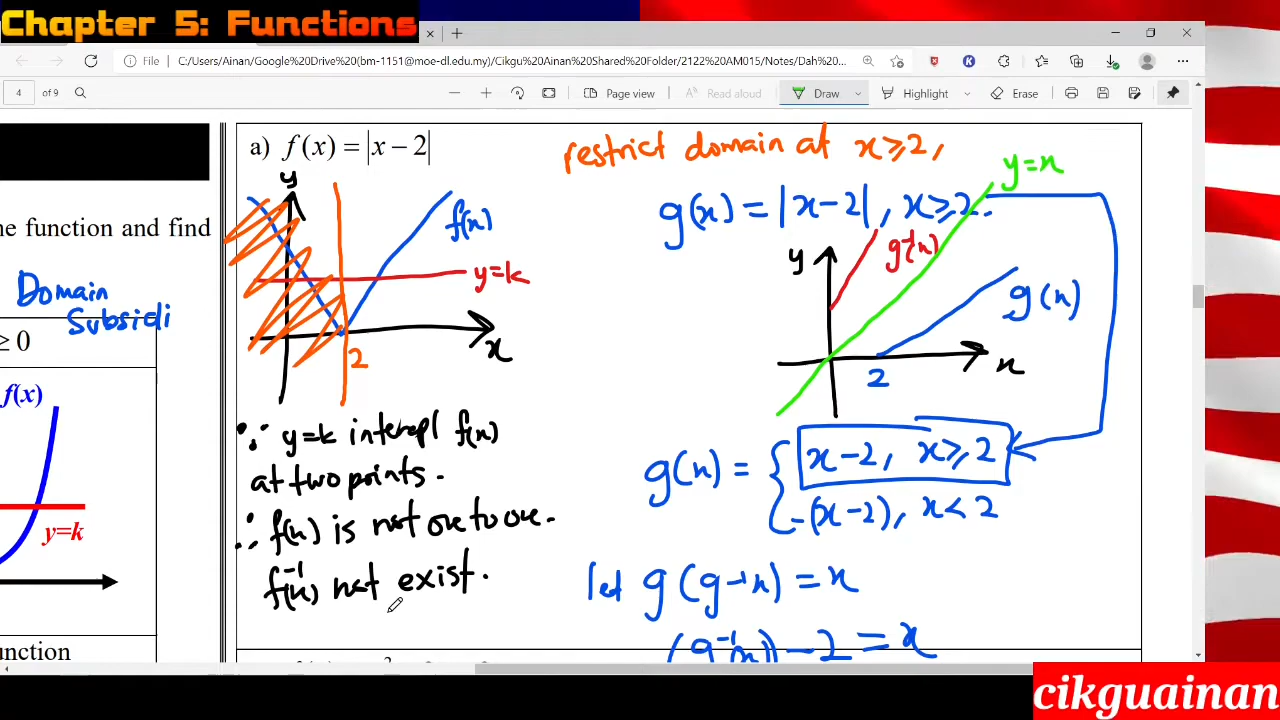 Chapter 5: Functions
File
C:/Users/Ainan/Google%20Drive%20(bm-1151@moe-dl.edu.my)/Cikgu%20Ainan%20Shared%20Folder/2122%20AM015/Notes/Dah%20...
4 of 9
Page view
Read aloud
Draw
Highlight
Erase
ne function and find
Domain
Subsidi
≥ 0
f(x)
y=k
unction
a) f(x) = |x − 2|
y
f(x)
y=k
x
2
∵ y=k intercept f(x)
at two points.
∴ f(x) is not one to one.
f⁻¹(x) not exist.
restrict domain at x≥2,
g(x) = |x-2|, x≥2.
y=x
y
g⁻¹(x)
g(x)
2
x
g(x) = { x-2, x≥2
-(x-2), x<2
let g(g⁻¹x) = x
(g⁻¹(x)) - 2 = x
cikguainan